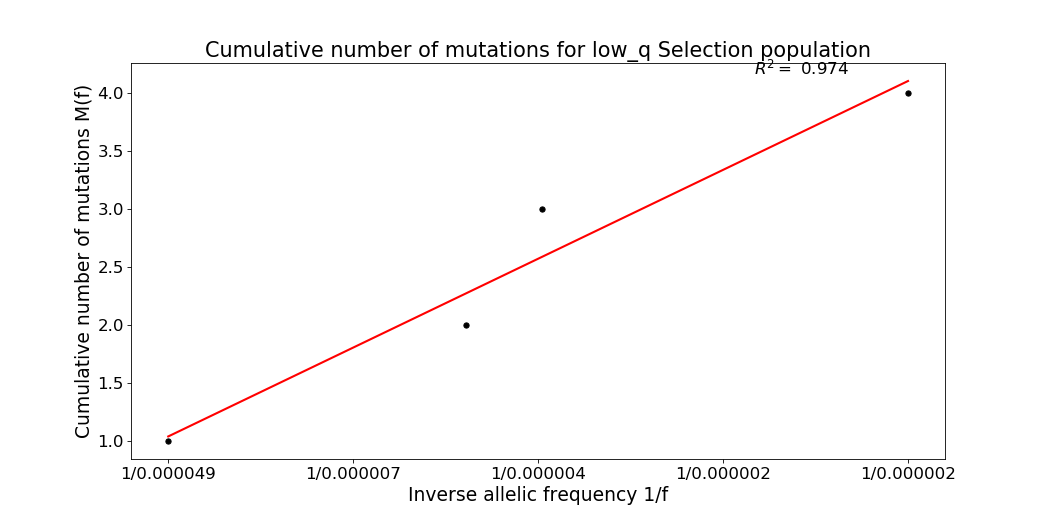 Cumulative number of mutations for low_q Selection population
R² = 0.974
Cumulative number of mutations M(f)
4.0
3.5
3.0
2.5
2.0
1.5
1.0
1/0.000049 1/0.000007 1/0.000004 1/0.000002 1/0.000002
Inverse allelic frequency 1/f